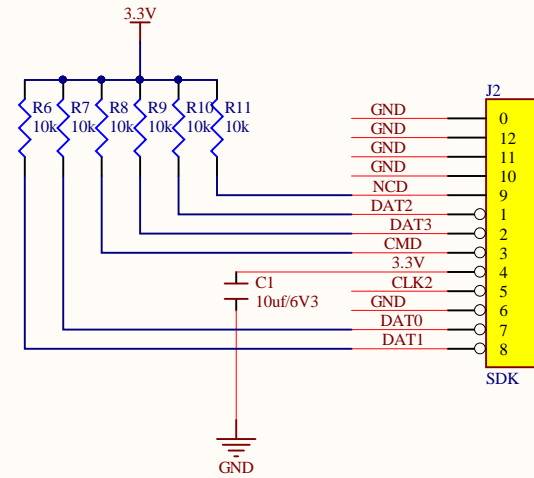 3.3V
R6 R7 R8 R9 R10 R11
10k 10k 10k 10k 10k 10k
J2
GND 0
GND 12
GND 11
GND 10
NCD 9
DAT2 1
DAT3 2
CMD 3
3.3V 4
C1
CLK2 5
10uf/6V3
GND 6
DAT0 7
DAT1 8
SDK
GND